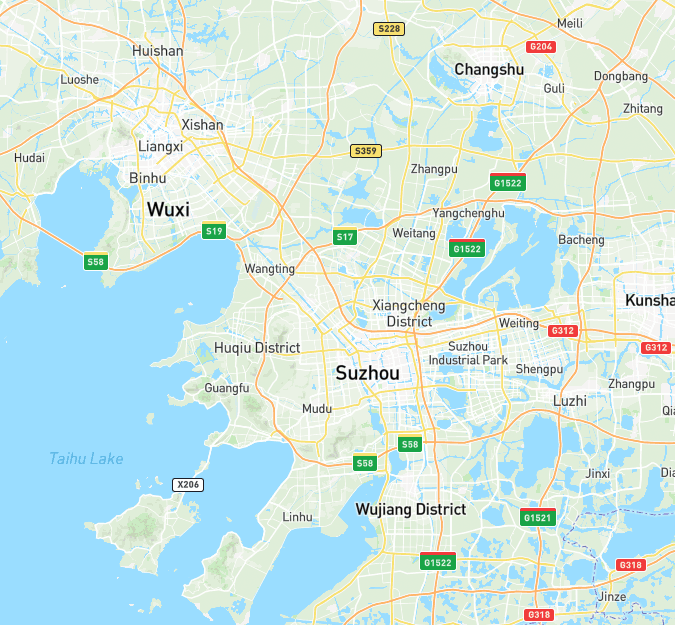 Meili
S228
Huishan
G204
Changshu
Dongbang
Luoshe
Guli
Zhitang
Xishan
Liangxi
S359
Hudai
Zhangpu
Binhu
G1522
Wuxi
Yangchenghu
S19
Weitang
S17
Bacheng
G1522
S58
Wangting
Kunsha
Xiangcheng
District
Weiting
G312
Huqiu District
Suzhou
Industrial Park
G312
Shengpu
Suzhou
Guangfu
Zhangpu
Luzhi
Mudu
Qia
S58
Taihu Lake
S58
Jinxi
Dia
X206
Wujiang District
Linhu
G1521
G1522
G318
Jinze
G318